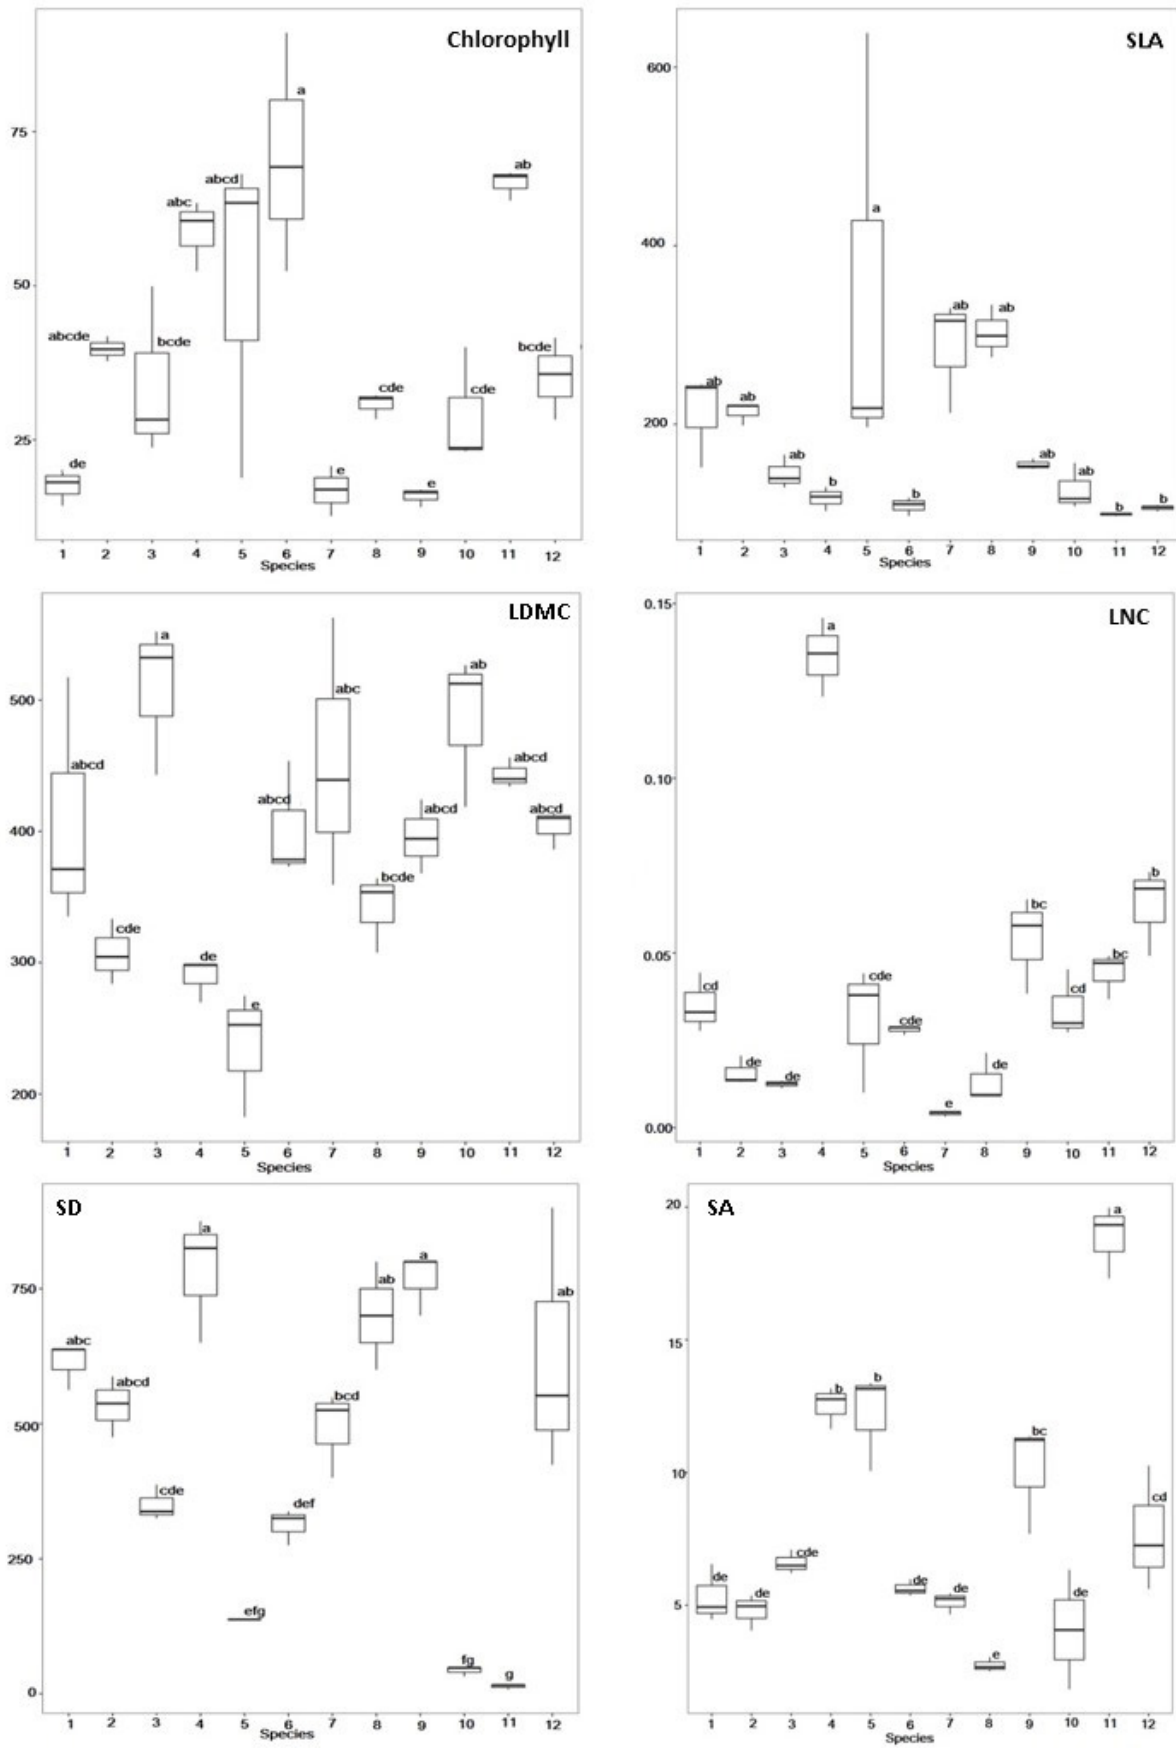 Chlorophyll
75
50
25
de
abcde
bcde
abc
abcd
a
e
cde
e
cde
ab
bcde
1 2 3 4 5 6 7 8 9 10 11 12
Species
SLA
600
400
200
ab
ab
ab
b
a
b
ab
ab
ab
ab
b
b
1 2 3 4 5 6 7 8 9 10 11 12
Species
LDMC
500
400
300
200
abcd
cde
a
de
e
abcd
abc
bcde
abcd
ab
abcd
abcd
1 2 3 4 5 6 7 8 9 10 11 12
Species
LNC
0.15
0.10
0.05
0.00
cd
de
de
a
cde
cde
e
de
bc
cd
bc
b
1 2 3 4 5 6 7 8 9 10 11 12
Species
SD
750
500
250
0
abc
abcd
cde
a
efg
def
bcd
ab
a
fg
g
ab
1 2 3 4 5 6 7 8 9 10 11 12
Species
SA
20
15
10
5
de
de
cde
b
b
de
de
e
bc
de
a
cd
1 2 3 4 5 6 7 8 9 10 11 12
Species